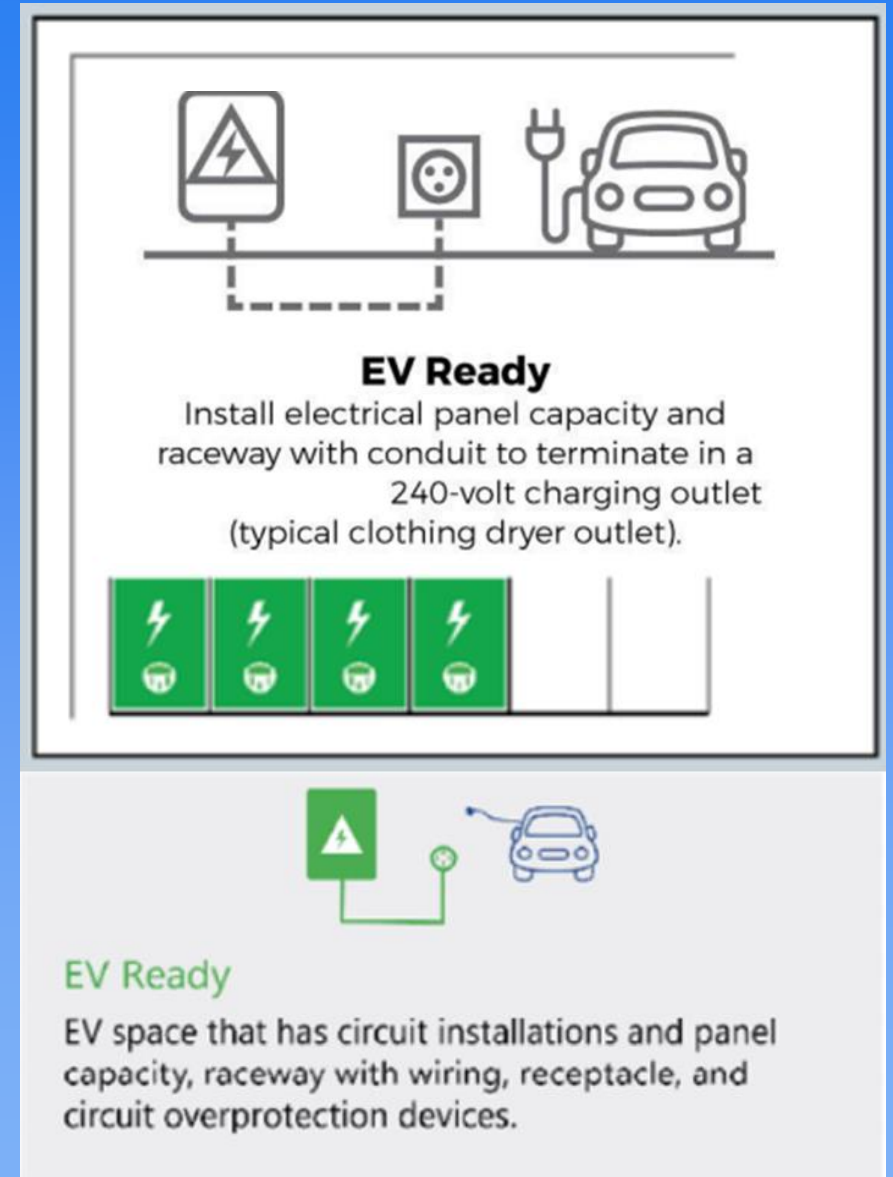 EV Ready
Install electrical panel capacity and
raceway with conduit to terminate in a
240-volt charging outlet
(typical clothing dryer outlet).
EV Ready
EV space that has circuit installations and panel
capacity, raceway with wiring, receptacle, and
circuit overprotection devices.